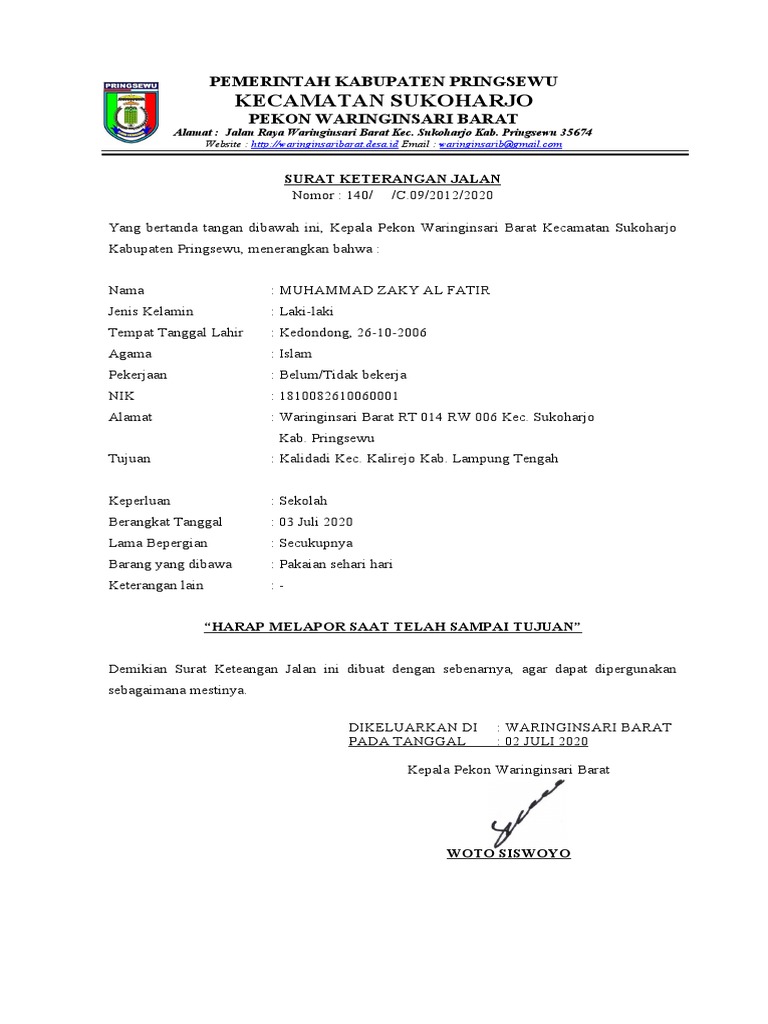 PRINGSEWU
PEMERINTAH KABUPATEN PRINGSEWU
KECAMATAN SUKOHARJO
PEKON WARINGINSARI BARAT
Alamat : Jalan Raya Waringinsari Barat Kec. Sukoharjo Kab. Pringsewu 35674
Website : http://waringinsaribarat.desa.id Email : waringinsarib@gmail.com
SURAT KETERANGAN JALAN
Nomor : 140/ /C.09/2012/2020
Yang bertanda tangan dibawah ini, Kepala Pekon Waringinsari Barat Kecamatan Sukoharjo
Kabupaten Pringsewu, menerangkan bahwa :
Nama : MUHAMMAD ZAKY AL FATIR
Jenis Kelamin : Laki-laki
Tempat Tanggal Lahir : Kedondong, 26-10-2006
Agama : Islam
Pekerjaan : Belum/Tidak bekerja
NIK : 1810082610060001
Alamat : Waringinsari Barat RT 014 RW 006 Kec. Sukoharjo
Kab. Pringsewu
Tujuan : Kalidadi Kec. Kalirejo Kab. Lampung Tengah
Keperluan : Sekolah
Berangkat Tanggal : 03 Juli 2020
Lama Bepergian : Secukupnya
Barang yang dibawa : Pakaian sehari hari
Keterangan lain : -
“HARAP MELAPOR SAAT TELAH SAMPAI TUJUAN”
Demikian Surat Keteangan Jalan ini dibuat dengan sebenarnya, agar dapat dipergunakan
sebagaimana mestinya.
DIKELUARKAN DI : WARINGINSARI BARAT
PADA TANGGAL : 02 JULI 2020
Kepala Pekon Waringinsari Barat
WOTO SISWOYO